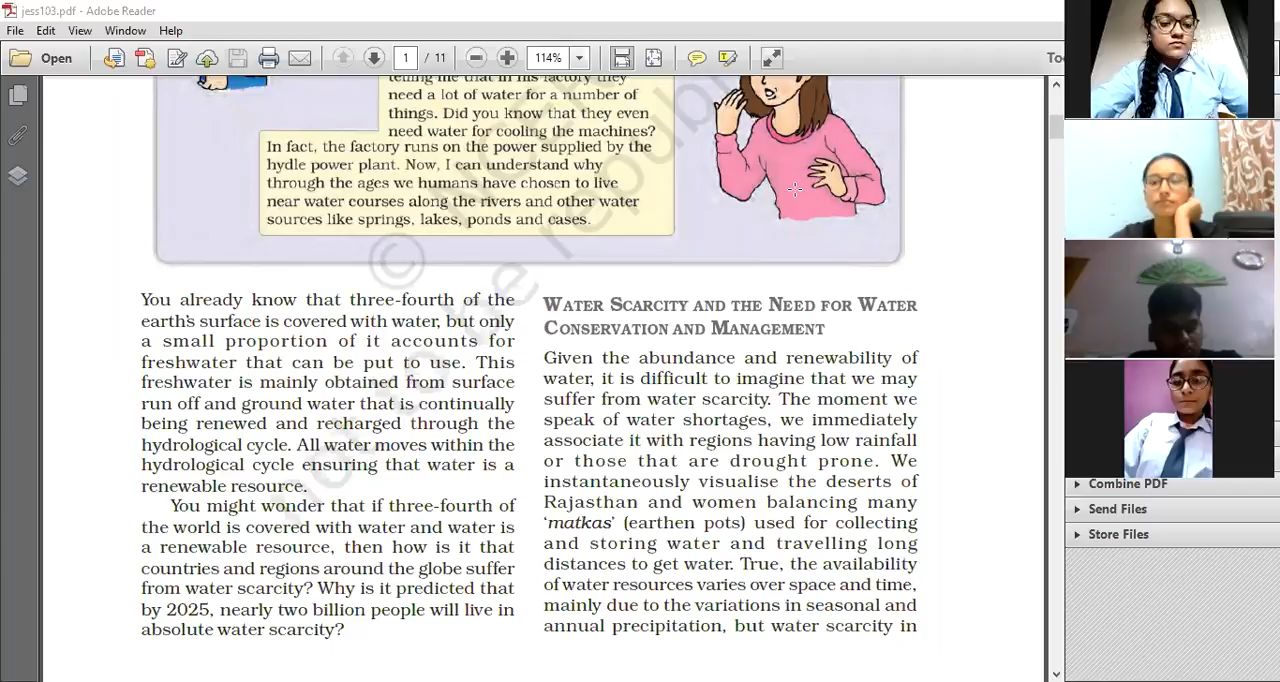 jess103.pdf - Adobe Reader
File Edit View Window Help
Open 1 / 11 114%
telling me that in his factory they
need a lot of water for a number of
things. Did you know that they even
need water for cooling the machines?
In fact, the factory runs on the power supplied by the
hydle power plant. Now, I can understand why
through the ages we humans have chosen to live
near water courses along the rivers and other water
sources like springs, lakes, ponds and cases.
You already know that three-fourth of the
earth's surface is covered with water, but only
a small proportion of it accounts for
freshwater that can be put to use. This
freshwater is mainly obtained from surface
run off and ground water that is continually
being renewed and recharged through the
hydrological cycle. All water moves within the
hydrological cycle ensuring that water is a
renewable resource.
You might wonder that if three-fourth of
the world is covered with water and water is
a renewable resource, then how is it that
countries and regions around the globe suffer
from water scarcity? Why is it predicted that
by 2025, nearly two billion people will live in
absolute water scarcity?
WATER SCARCITY AND THE NEED FOR WATER
CONSERVATION AND MANAGEMENT
Given the abundance and renewability of
water, it is difficult to imagine that we may
suffer from water scarcity. The moment we
speak of water shortages, we immediately
associate it with regions having low rainfall
or those that are drought prone. We
instantaneously visualise the deserts of
Rajasthan and women balancing many
'matkas' (earthen pots) used for collecting
and storing water and travelling long
distances to get water. True, the availability
of water resources varies over space and time,
mainly due to the variations in seasonal and
annual precipitation, but water scarcity in
©
not to be republ
Combine PDF
Send Files
Store Files